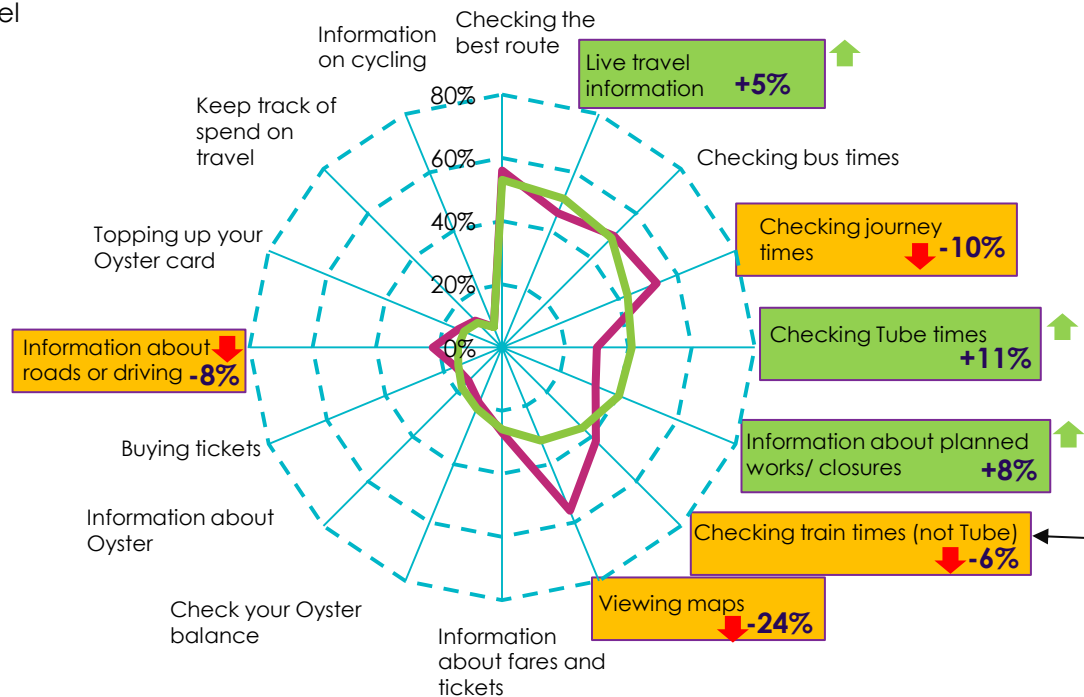 el
Checking the
best route
Information
on cycling
Live travel
information +5%
Keep track of
spend on
travel
80%
60%
40%
20%
0%
Checking bus times
Topping up your
Oyster card
Checking journey
times -10%
Information about
roads or driving -8%
Checking Tube times
+11%
Buying tickets
Information about planned
works/ closures +8%
Information about
Oyster
Checking train times (not Tube)
-6%
Check your Oyster
balance
Viewing maps
-24%
Information
about fares and
tickets